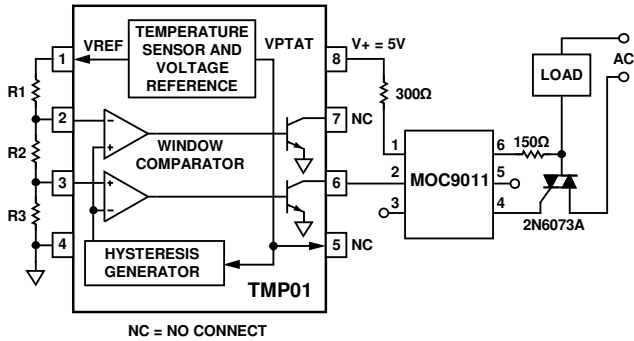 TEMPERATURE
SENSOR AND
VOLTAGE
REFERENCE
VREF
VPTAT
1
8
V+ = 5V
R1
300Ω
LOAD
AC
2
7
NC
WINDOW
COMPARATOR
R2
1
6
150Ω
3
6
2
MOC9011
5
R3
3
4
2N6073A
4
5
NC
HYSTERESIS
GENERATOR
TMP01
NC = NO CONNECT